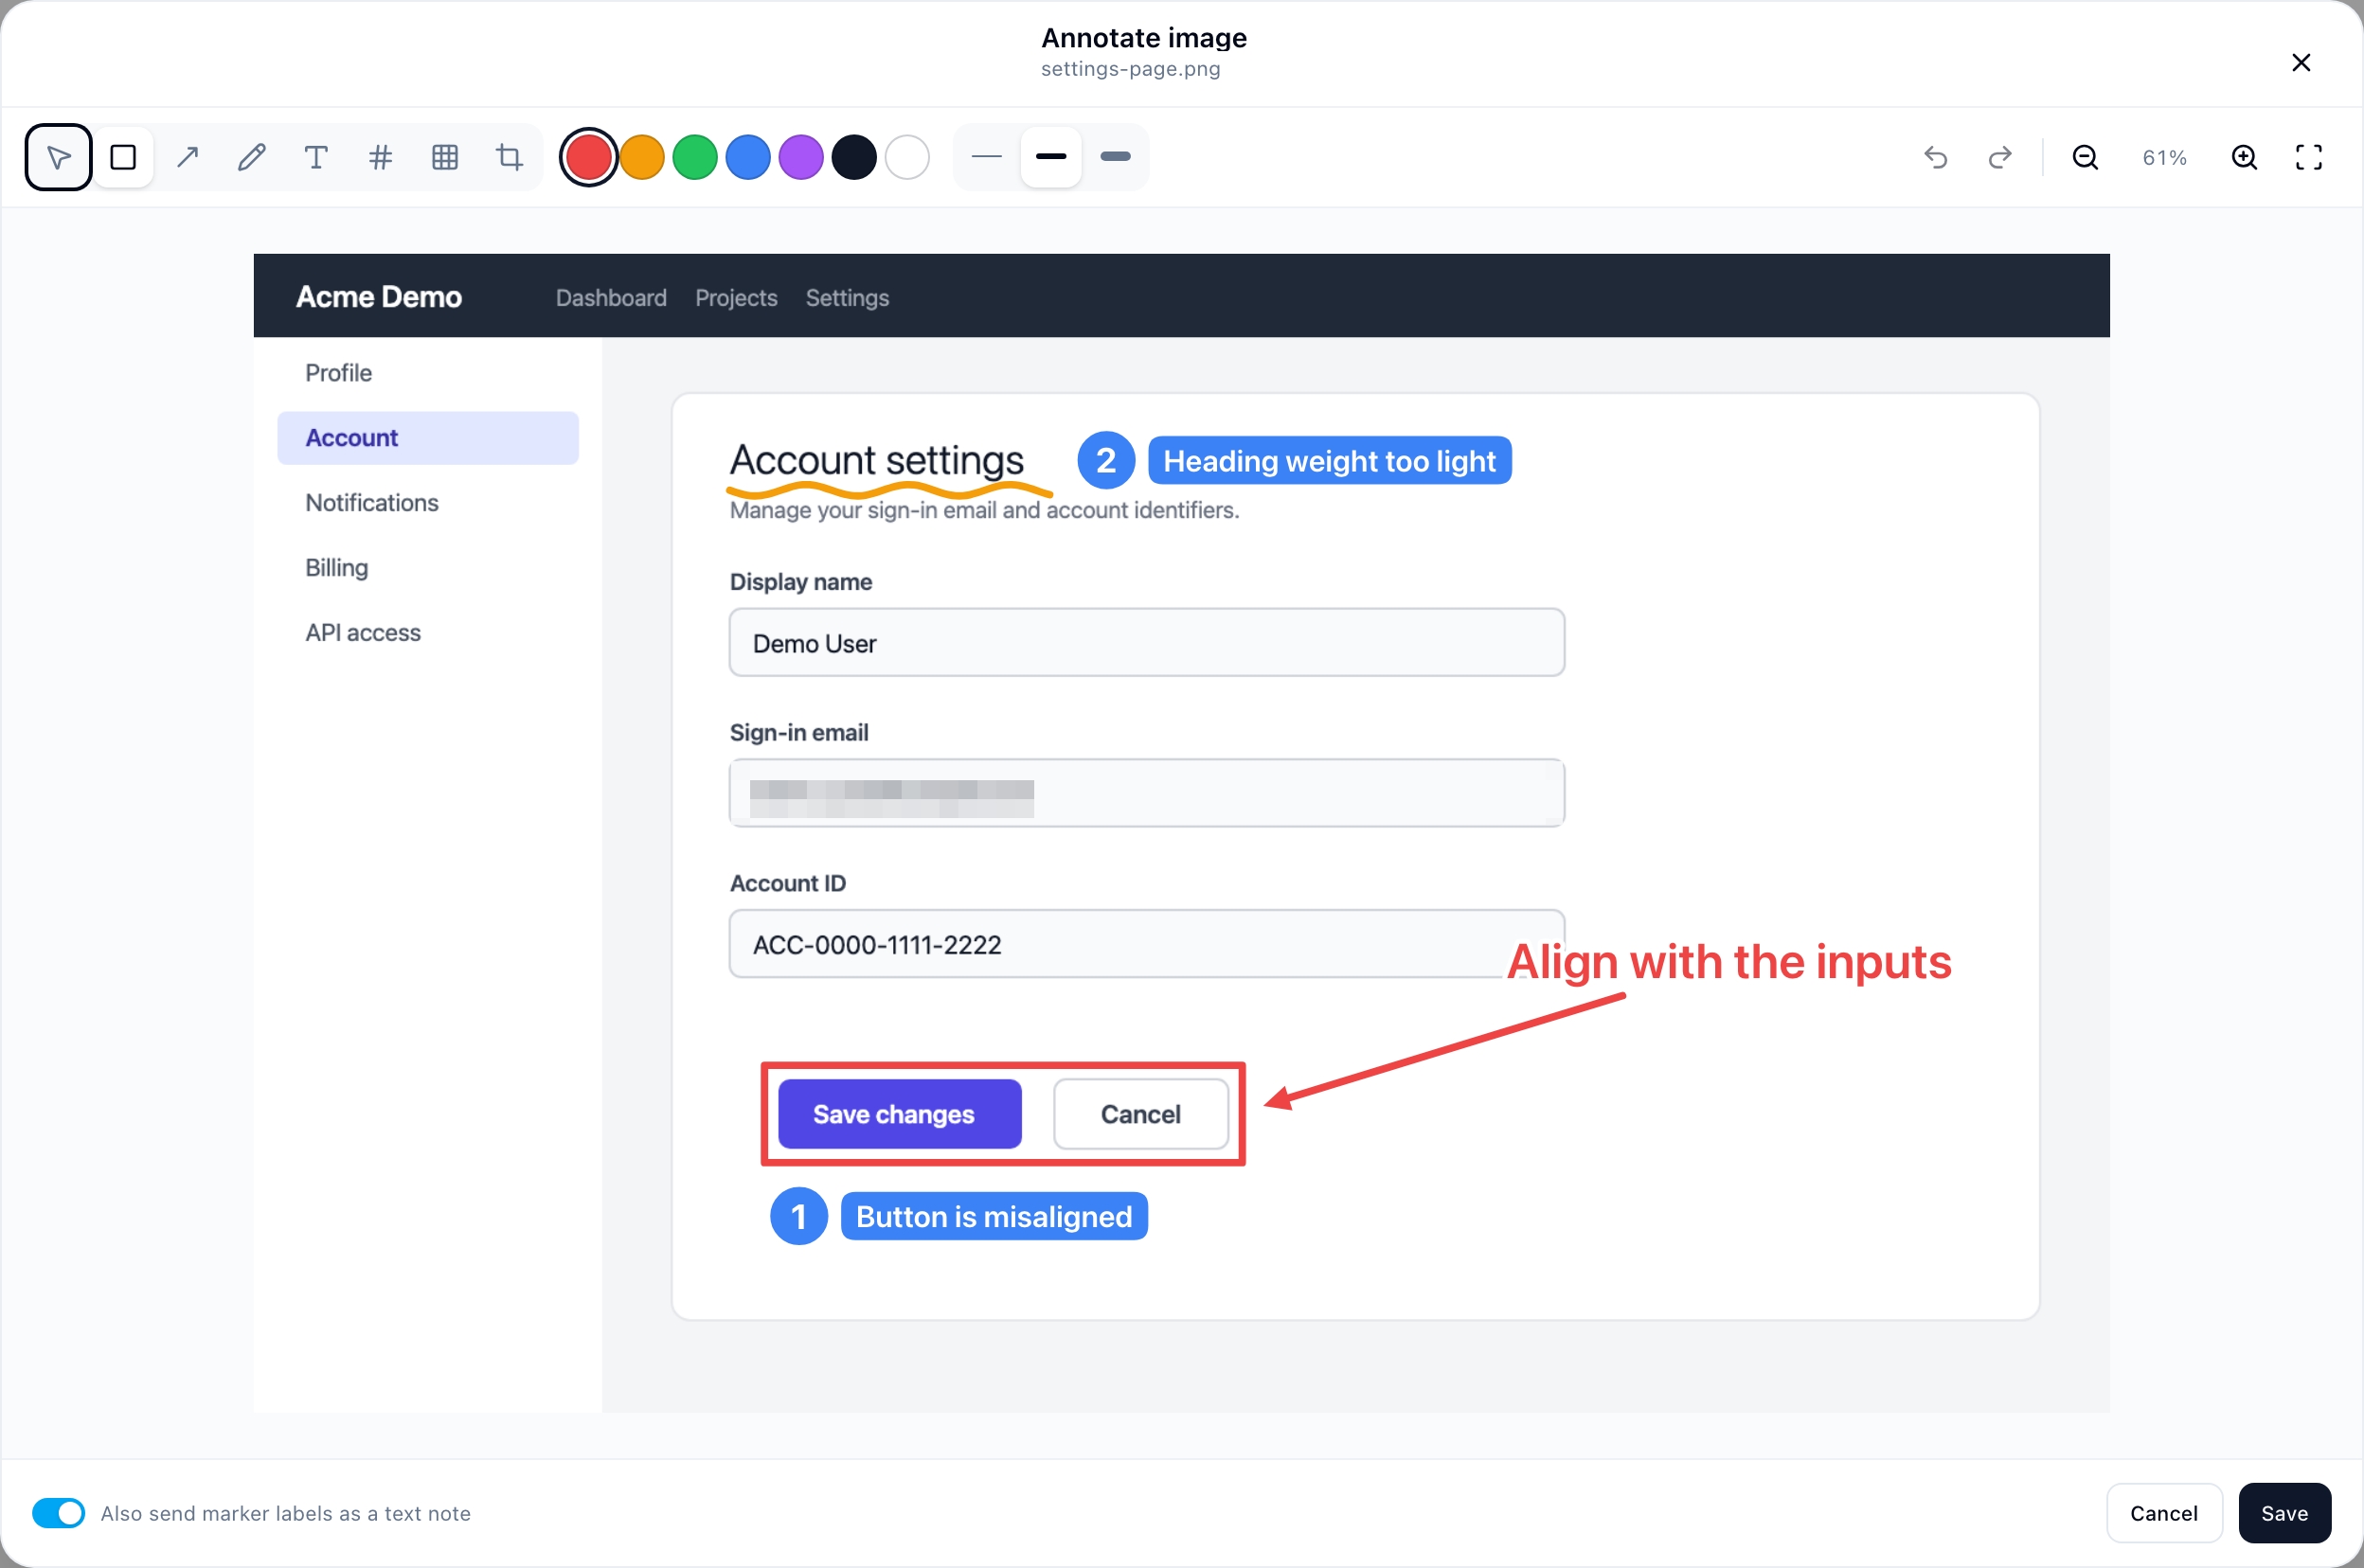 Annotate image
settings-page.png
61%
Acme Demo Dashboard Projects Settings
Profile
Account
Notifications
Billing
API access
Account settings
2 Heading weight too light
Manage your sign-in email and account identifiers.
Display name
Demo User
Sign-in email
Account ID
ACC-0000-1111-2222
Align with the inputs
Save changes Cancel
1 Button is misaligned
Also send marker labels as a text note
Cancel Save